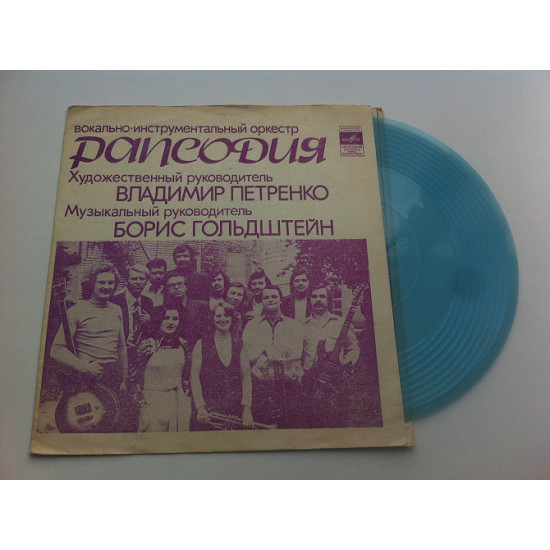 вокально-инструментальный оркестр
РАПСОДИЯ
Художественный руководитель
ВЛАДИМИР ПЕТРЕНКО
Музыкальный руководитель
БОРИС ГОЛЬДШТЕЙН